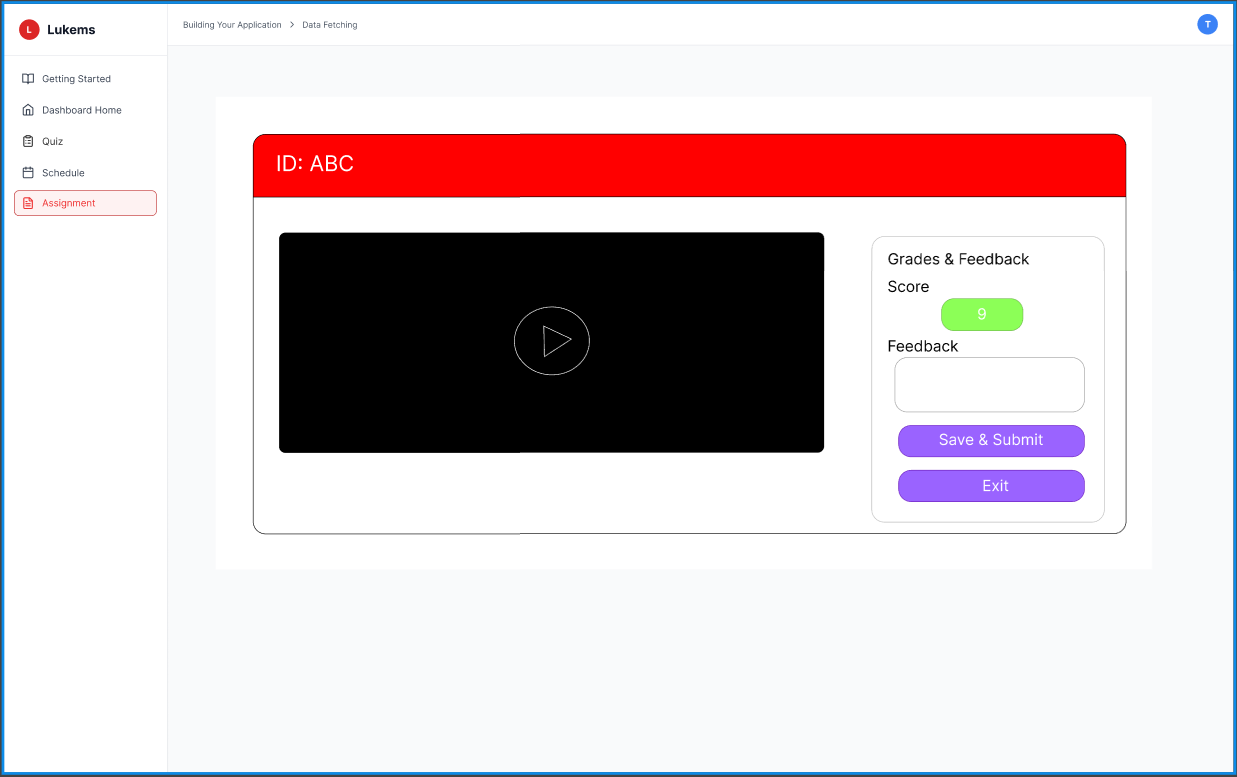 L
Lukems
Building Your Application > Data Fetching
T
Getting Started
Dashboard Home
Quiz
Schedule
Assignment
ID: ABC
Grades & Feedback
Score
9
Feedback
Save & Submit
Exit